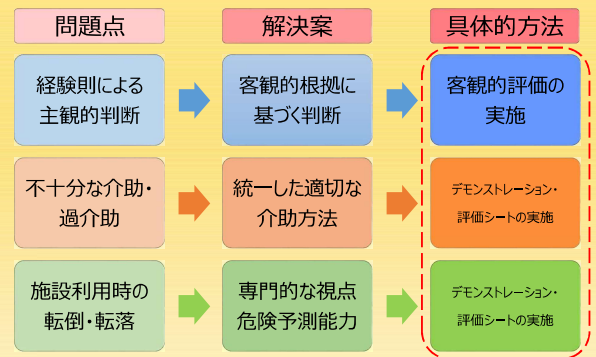 問題点
解決案
具体的方法
経験則による
主観的判断
客観的根拠に
基づく判断
客観的評価の
実施
不十分な介助・
過介助
統一した適切な
介助方法
デモンストレーション・
評価シートの実施
施設利用時の
転倒・転落
専門的な視点
危険予測能力
デモンストレーション・
評価シートの実施